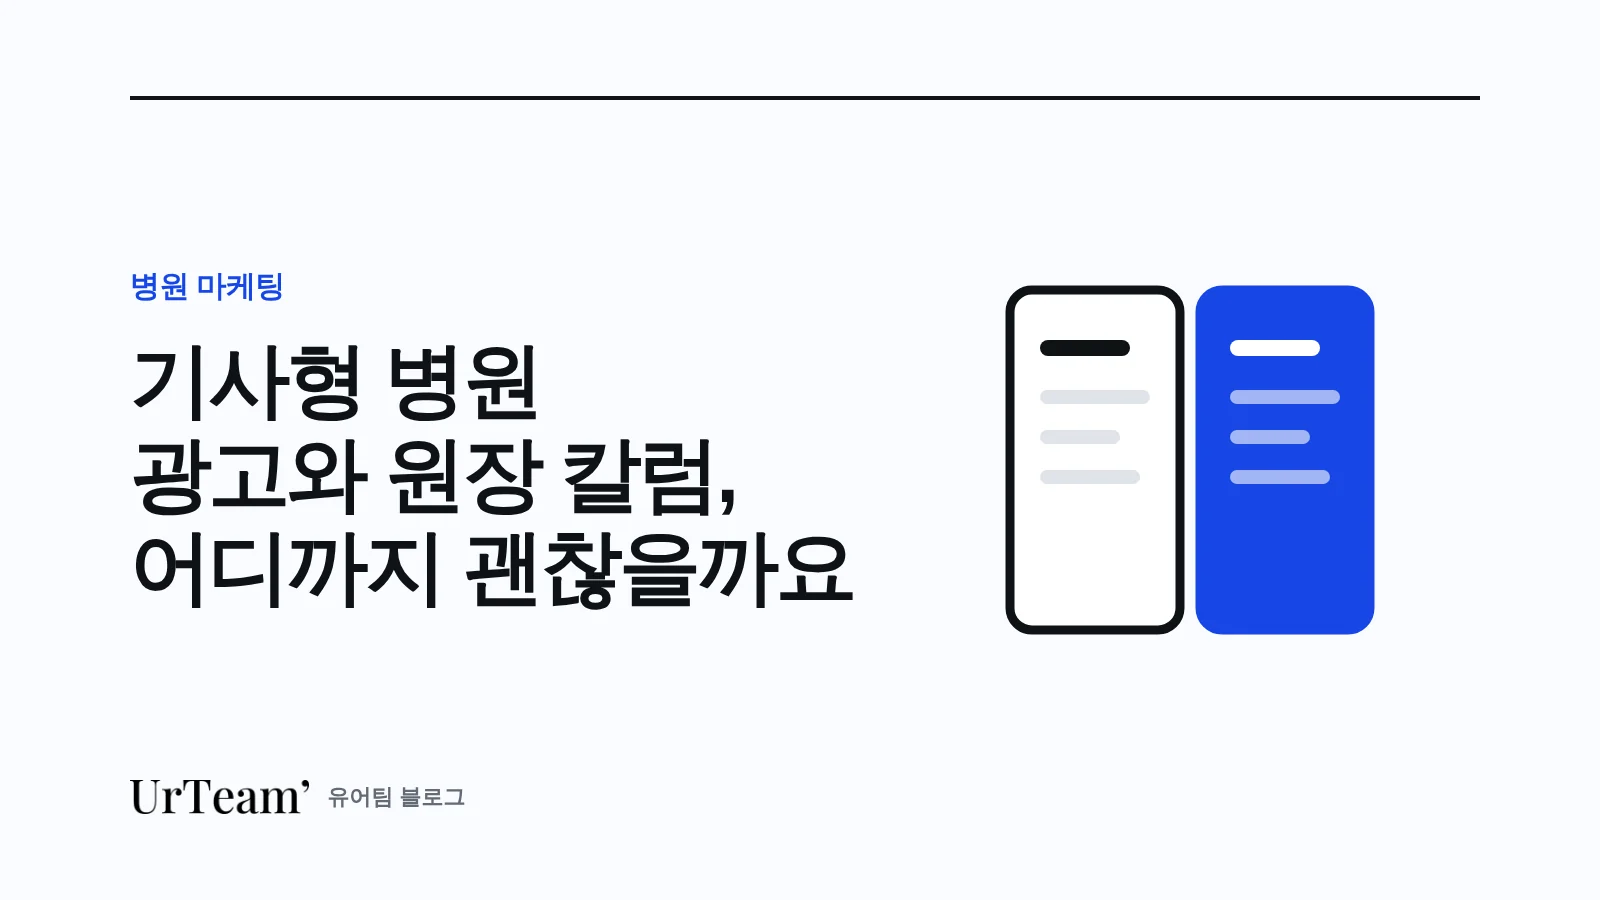 병원 마케팅
기사형 병원
광고와 원장 칼럼,
어디까지 괜찮을까요
UrTeam’ 유어팀 블로그